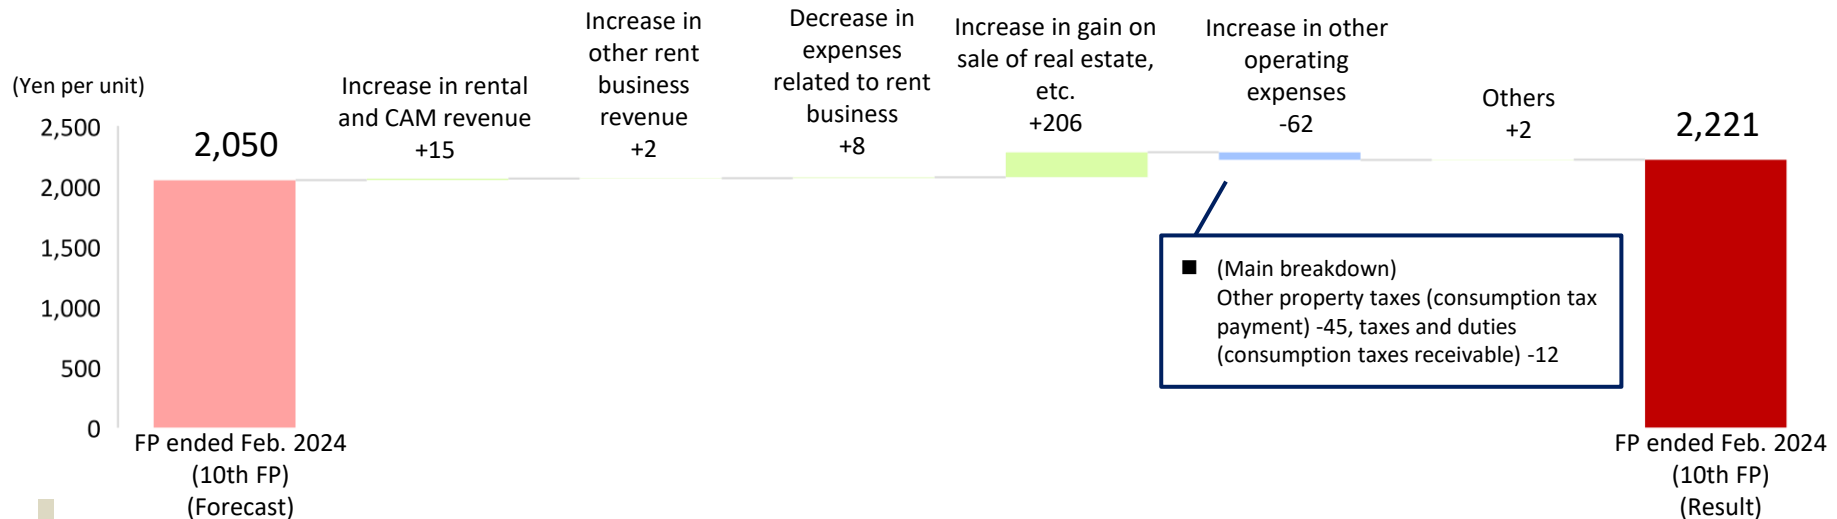 (Yen per unit)
2,500
2,000
1,500
1,000
500
0
2,050
FP ended Feb. 2024
(10th FP)
(Forecast)
Increase in rental
and CAM revenue
+15
Increase in
other rent
business
revenue
+2
Decrease in
expenses
related to rent
business
+8
Increase in gain on
sale of real estate,
etc.
+206
Increase in other
operating
expenses
-62
■ (Main breakdown)
Other property taxes (consumption tax
payment) -45, taxes and duties
(consumption taxes receivable) -12
Others
+2
2,221
FP ended Feb. 2024
(10th FP)
(Result)